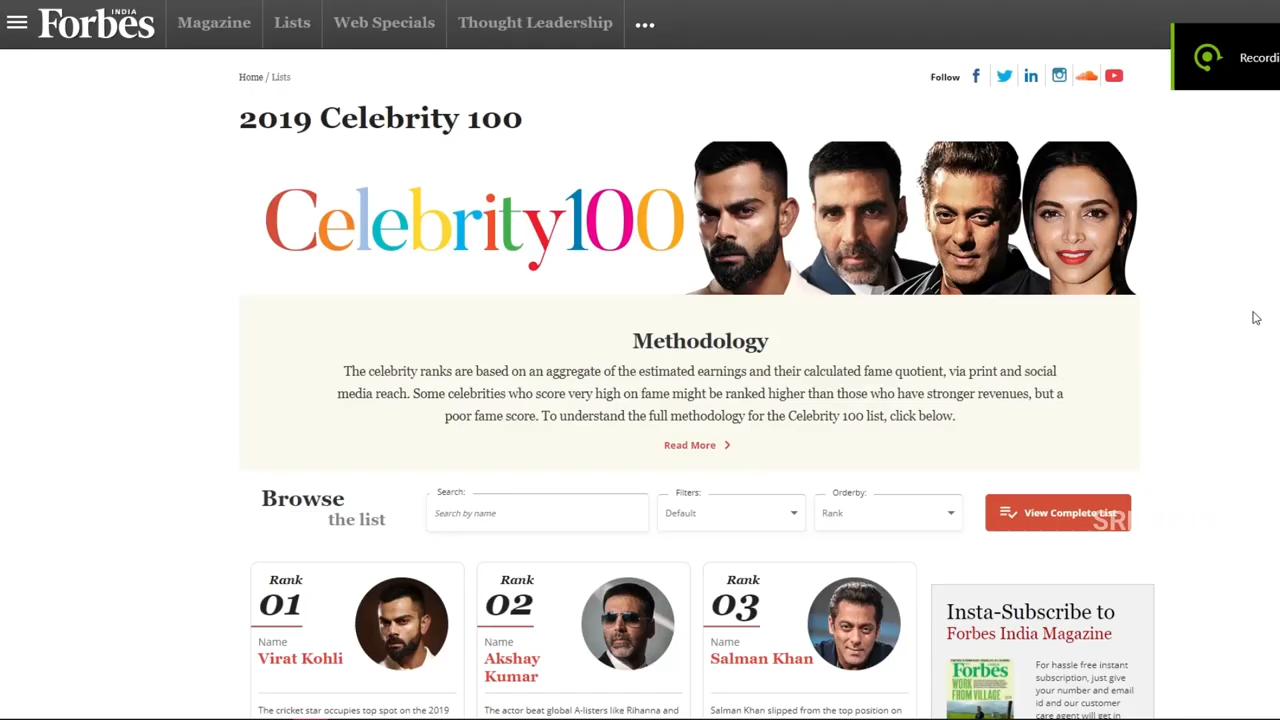 INDIA
Forbes
Magazine
Lists
Web Specials
Thought Leadership
•••
Recordi
Home / Lists
Follow
2019 Celebrity 100
Celebrity100
Methodology
The celebrity ranks are based on an aggregate of the estimated earnings and their calculated fame quotient, via print and social
media reach. Some celebrities who score very high on fame might be ranked higher than those who have stronger revenues, but a
poor fame score. To understand the full methodology for the Celebrity 100 list, click below.
Read More
Browse
the list
Search:
Search by name
Filters:
Default
Orderby:
Rank
View Complete List
Rank
01
Name
Virat Kohli
The cricket star occupies top spot on the 2019
Rank
02
Name
Akshay
Kumar
The actor beat global A-listers like Rihanna and
Rank
03
Name
Salman Khan
Salman Khan slipped from the top position on
Insta-Subscribe to
Forbes India Magazine
Forbes
WORK
FROM VILLAGE
For hassle free instant
subscription, just give
your number and email
id and our customer
care agent will get in